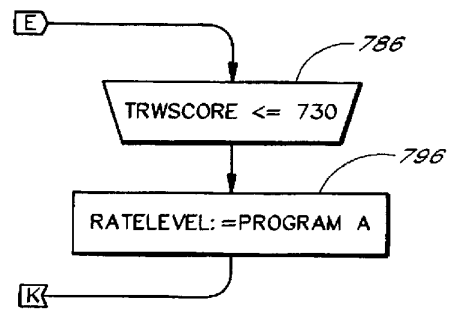 E
786
TRWSCORE <= 730
796
RATELEVEL:=PROGRAM A
K